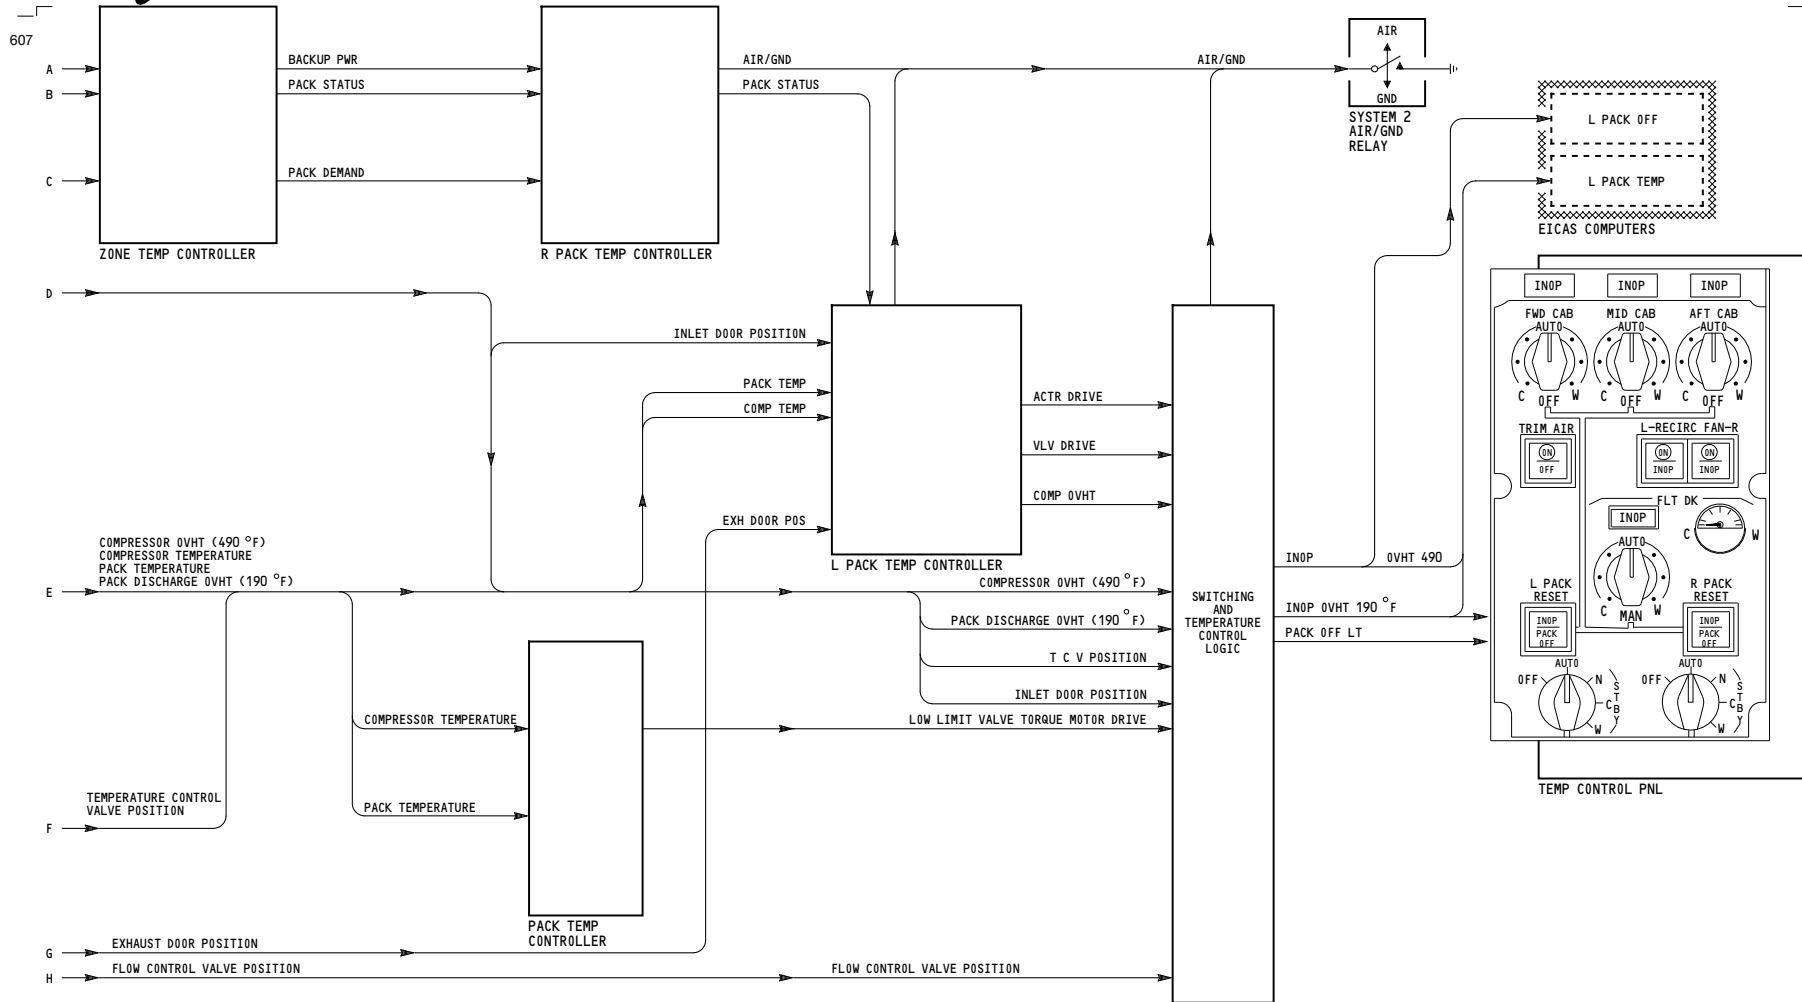 607
A
BACKUP PWR
AIR/GND
AIR/GND
AIR
GND
SYSTEM 2
AIR/GND
RELAY
B
PACK STATUS
PACK STATUS
C
PACK DEMAND
ZONE TEMP CONTROLLER
R PACK TEMP CONTROLLER
L PACK OFF
L PACK TEMP
EICAS COMPUTERS
D
INLET DOOR POSITION
PACK TEMP
COMP TEMP
EXH DOOR POS
L PACK TEMP CONTROLLER
ACTR DRIVE
VLV DRIVE
COMP OVHT
COMPRESSOR OVHT (490 °F)
COMPRESSOR TEMPERATURE
PACK TEMPERATURE
PACK DISCHARGE OVHT (190 °F)
E
COMPRESSOR OVHT (490 °F)
PACK DISCHARGE OVHT (190 °F)
T C V POSITION
INLET DOOR POSITION
LOW LIMIT VALVE TORQUE MOTOR DRIVE
COMPRESSOR TEMPERATURE
PACK TEMPERATURE
PACK TEMP
CONTROLLER
TEMPERATURE CONTROL
VALVE POSITION
F
G
EXHAUST DOOR POSITION
H
FLOW CONTROL VALVE POSITION
FLOW CONTROL VALVE POSITION
SWITCHING
AND
TEMPERATURE
CONTROL
LOGIC
INOP
OVHT 490
INOP OVHT 190 °F
PACK OFF LT
INOP
INOP
INOP
FWD CAB
MID CAB
AFT CAB
AUTO
AUTO
AUTO
C
OFF
W
C
OFF
W
C
OFF
W
TRIM AIR
L-RECIRC FAN-R
ON
OFF
ON
INOP
ON
INOP
FLT DK
INOP
C
W
AUTO
C
MAN
W
L PACK
RESET
R PACK
RESET
INOP
PACK
OFF
INOP
PACK
OFF
AUTO
OFF
N
C
W
STBY
AUTO
OFF
N
C
W
STBY
TEMP CONTROL PNL